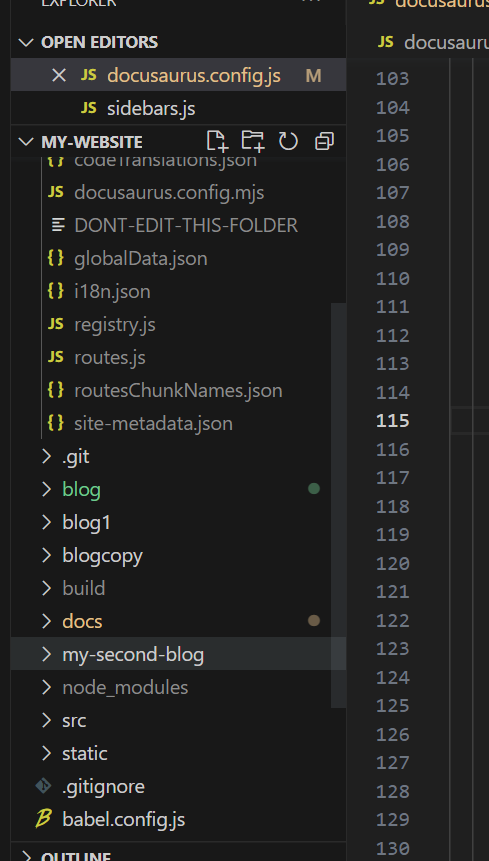 EXPLORER
docusaurus
OPEN EDITORS
JS docusaurus.config.js M
JS sidebars.js
JS docusauru
MY-WEBSITE
{} codeTranslations.json
JS docusaurus.config.mjs
DONT-EDIT-THIS-FOLDER
{} globalData.json
{} i18n.json
JS registry.js
JS routes.js
{} routesChunkNames.json
{} site-metadata.json
.git
blog
blog1
blogcopy
build
docs
my-second-blog
node_modules
src
static
.gitignore
B babel.config.js
OUTLINE
103
104
105
106
107
108
109
110
111
112
113
114
115
116
117
118
119
120
121
122
123
124
125
126
127
128
129
130